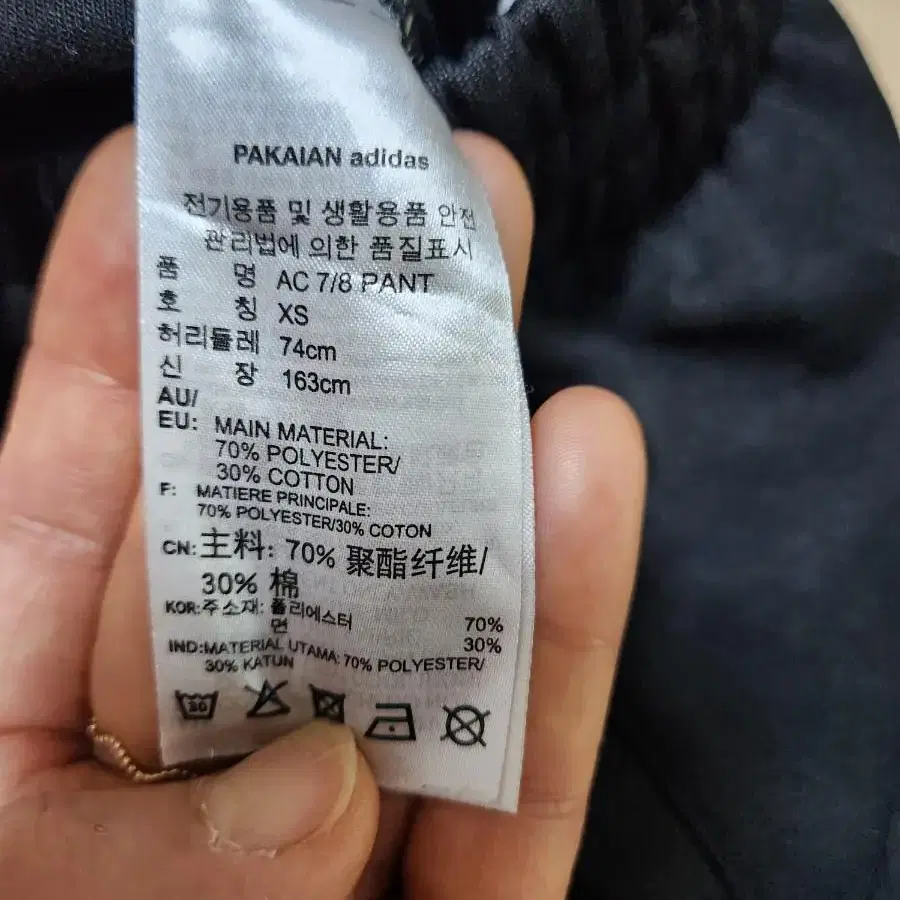 PAKAIAN adidas
전기용품 및 생활용품 안전
관리법에 의한 품질표시
품 명 AC 7/8 PANT
호 칭 XS
허리둘레 74cm
신 장 163cm
AU/
EU: MAIN MATERIAL:
70% POLYESTER/
30% COTTON
F: MATIERE PRINCIPALE:
70% POLYESTER/30% COTON
CN: 主料: 70% 聚酯纤维/
30% 棉
KOR: 주소재: 폴리에스터 70%
면 30%
IND:MATERIAL UTAMA: 70% POLYESTER/
30% KATUN
30